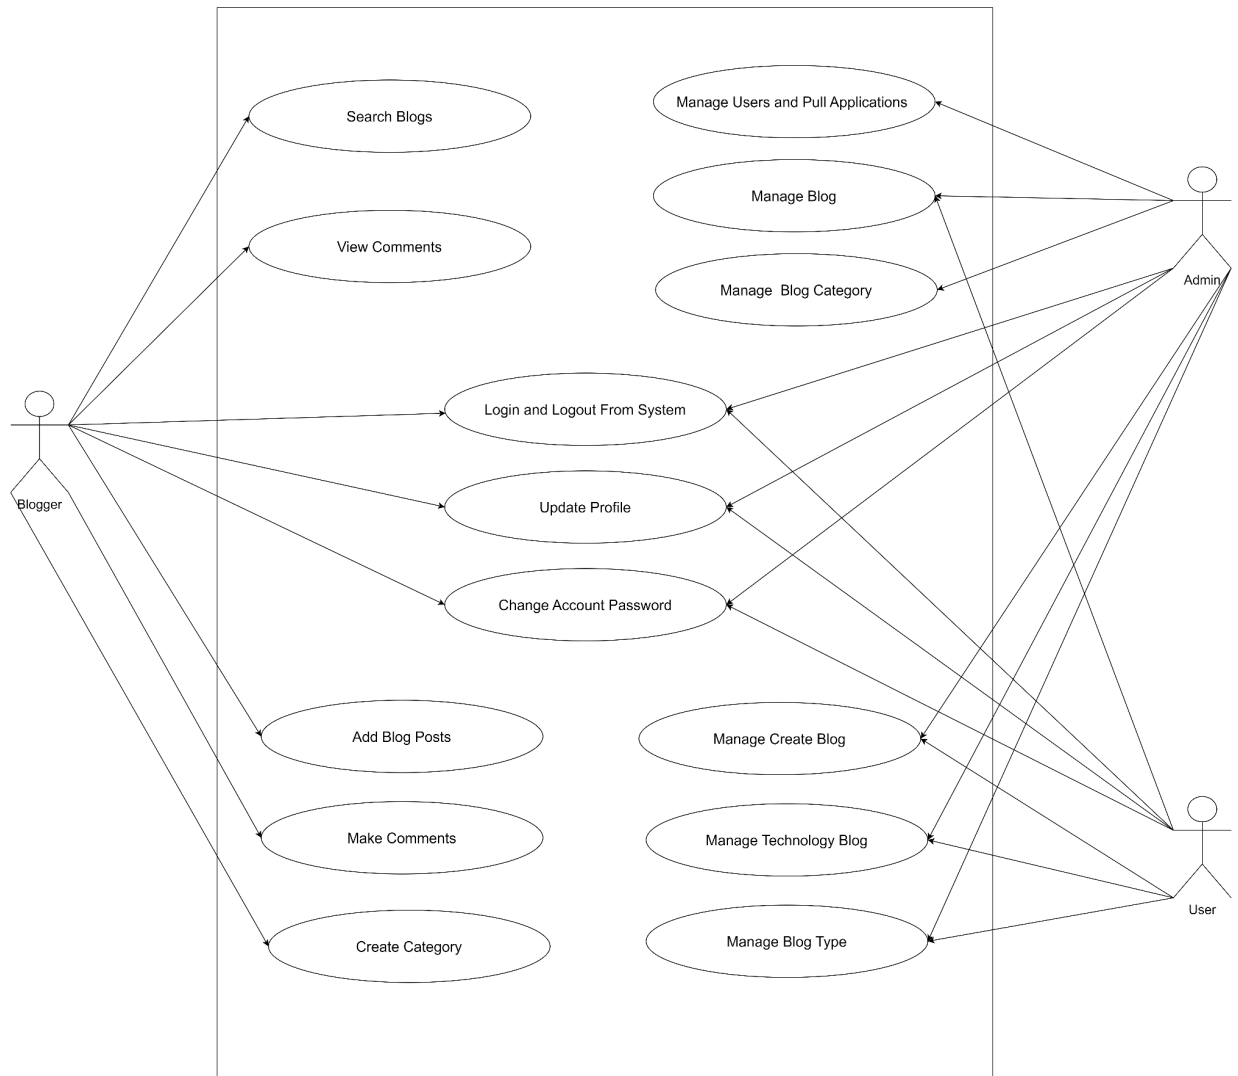 Search Blogs
Manage Users and Pull Applications
View Comments
Manage Blog
Manage  Blog Category
Admin
Login and Logout From System
Blogger
Update Profile
Change Account Password
Add Blog Posts
Manage Create Blog
Make Comments
Manage Technology Blog
User
Create Category
Manage Blog Type